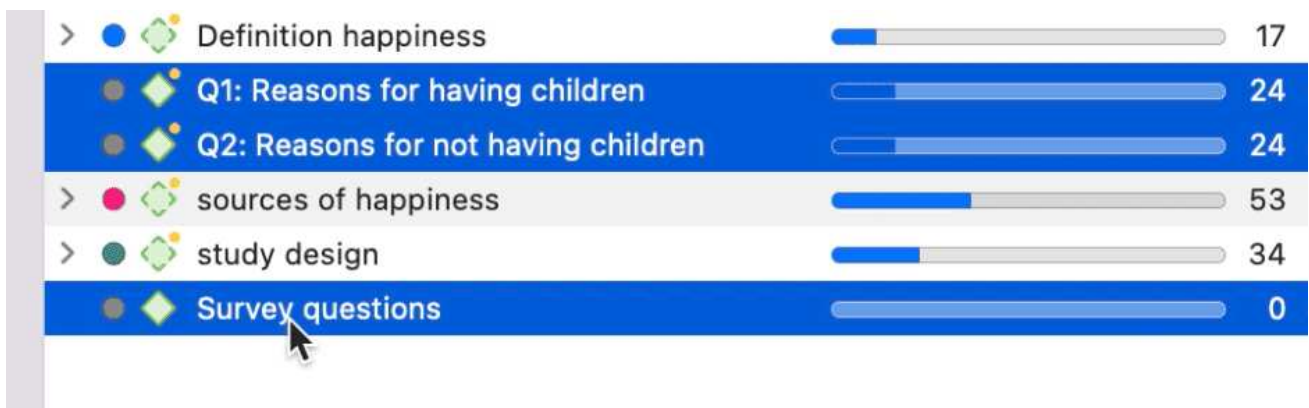 Definition happiness 17
Q1: Reasons for having children 24
Q2: Reasons for not having children 24
sources of happiness 53
study design 34
Survey questions 0